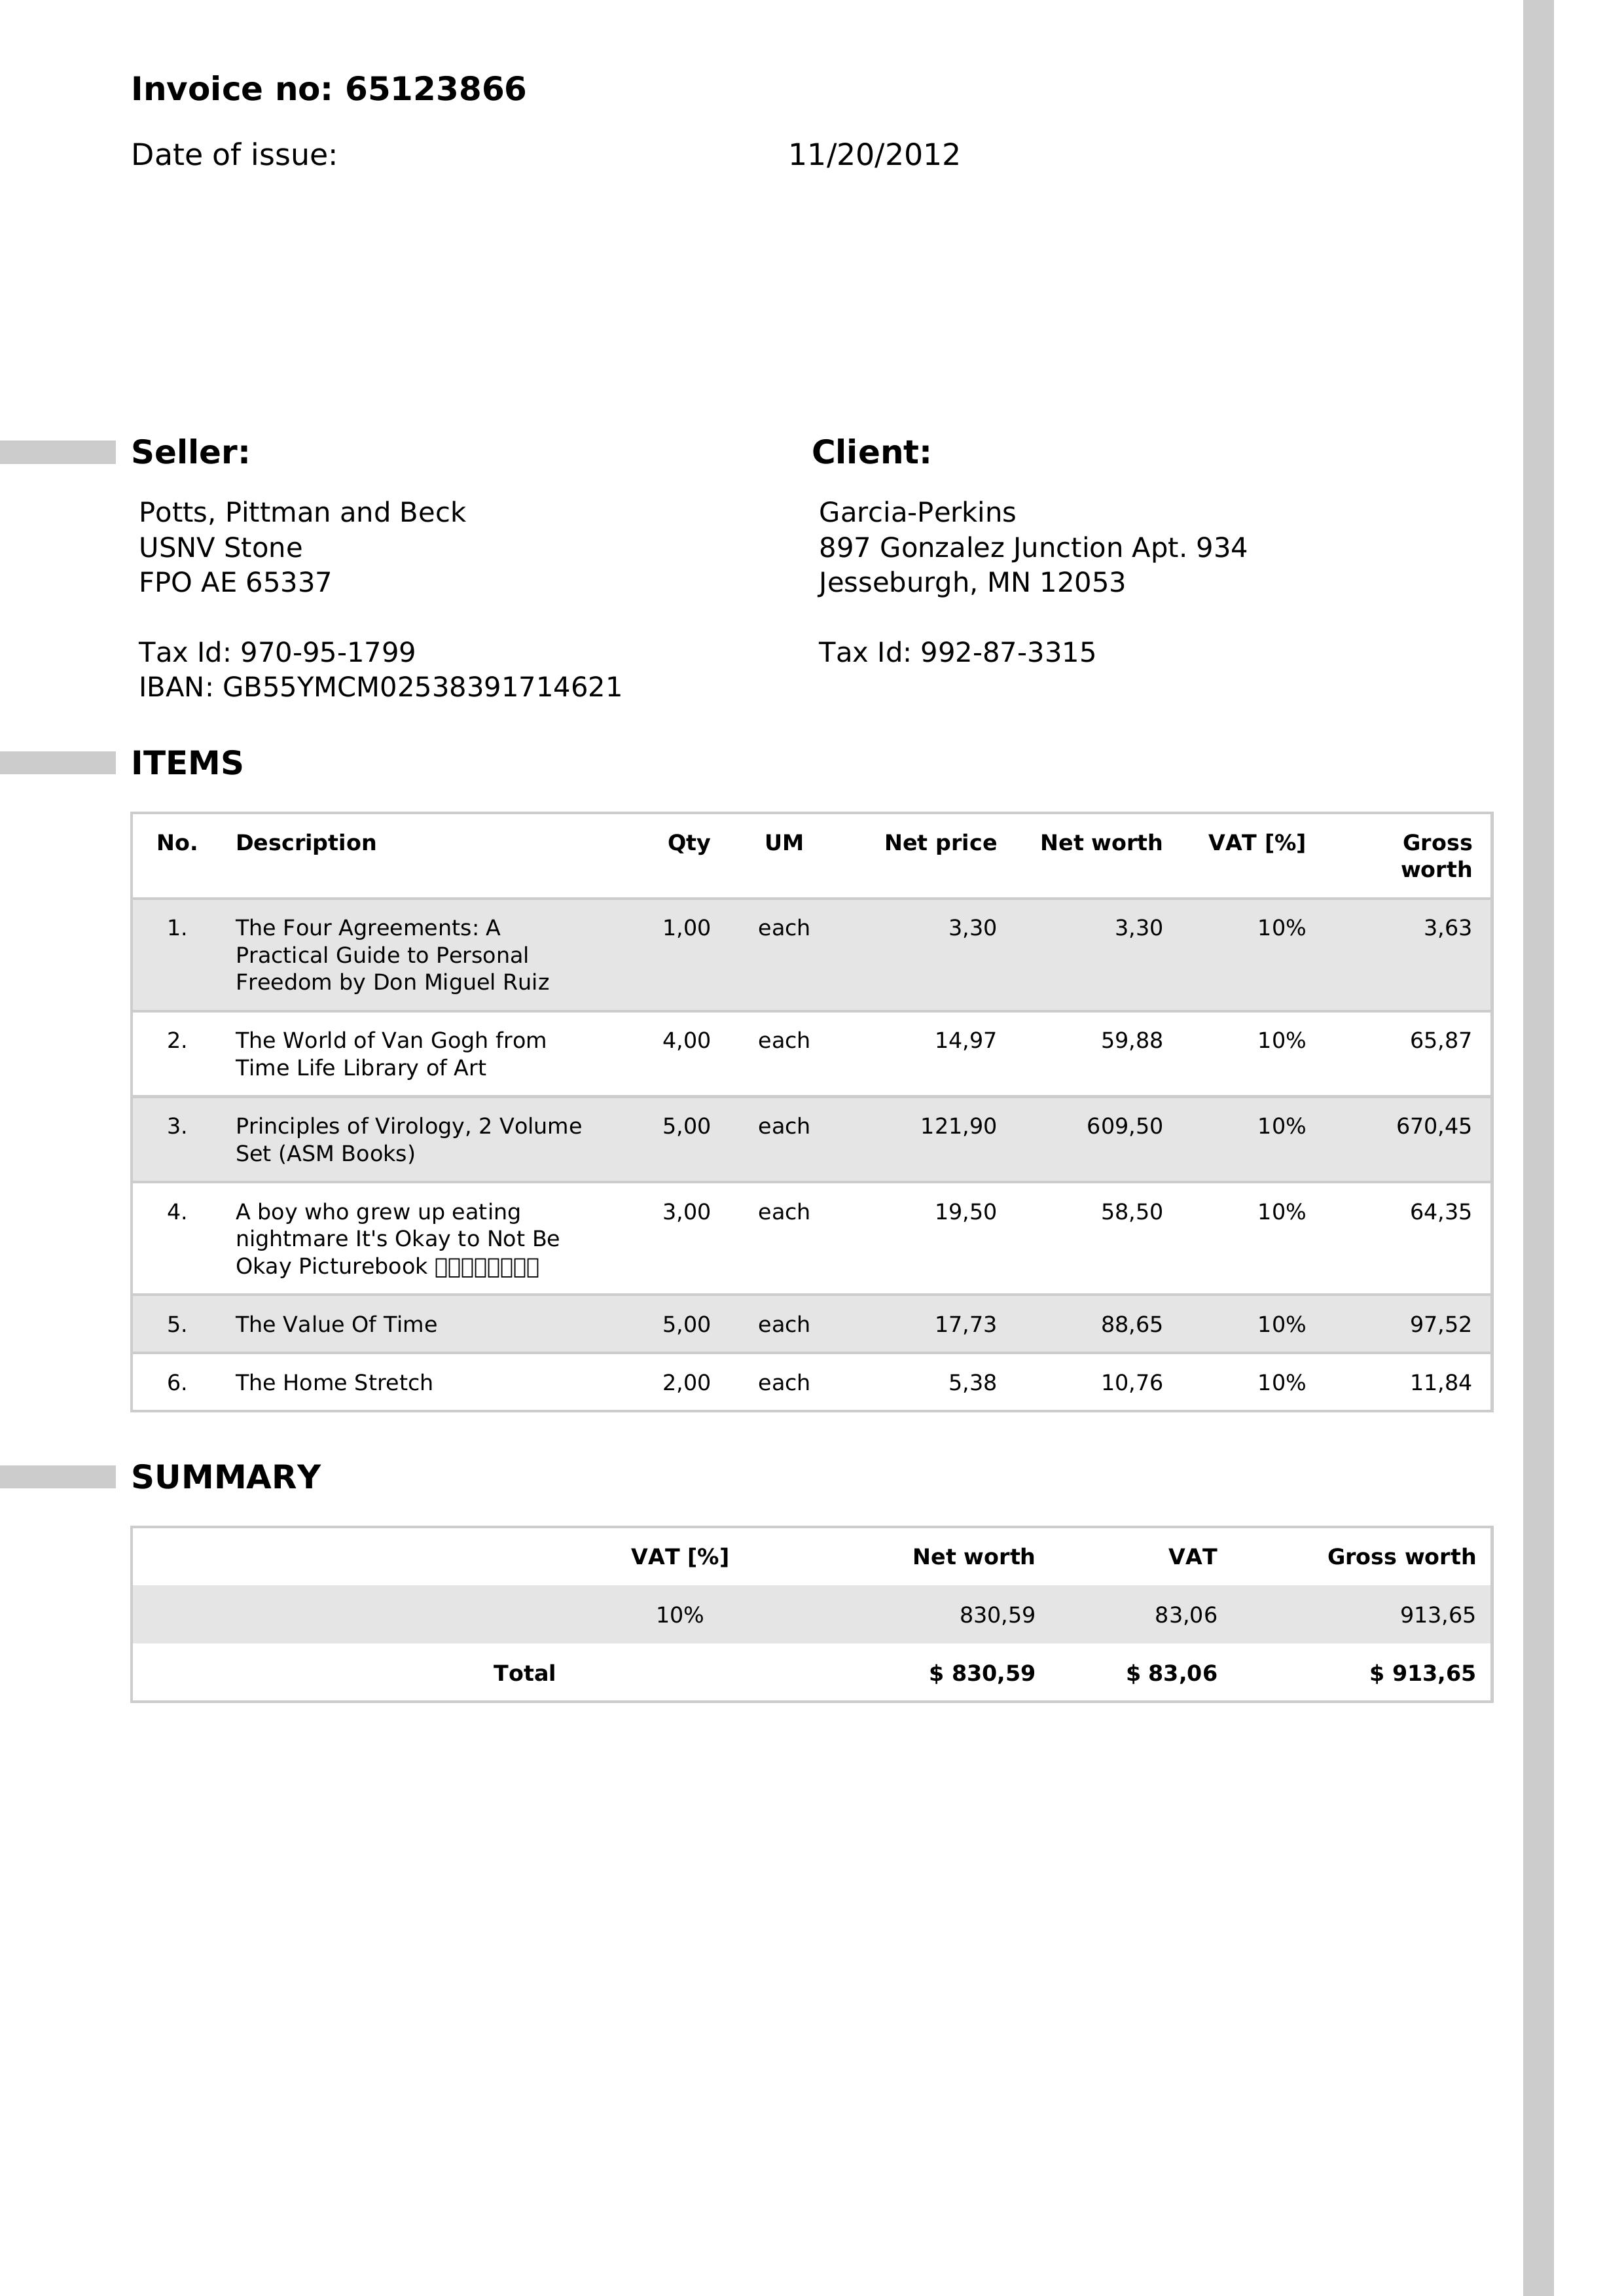 Invoice no: 65123866
Date of issue: 11/20/2012
Seller:
Potts, Pittman and Beck
USNV Stone
FPO AE 65337
Tax Id: 970-95-1799
IBAN: GB55YMCM02538391714621
Client:
Garcia-Perkins
897 Gonzalez Junction Apt. 934
Jesseburgh, MN 12053
Tax Id: 992-87-3315
ITEMS
No. Description Qty UM Net price Net worth VAT [%] Gross
worth
1. The Four Agreements: A 1,00 each 3,30 3,30 10% 3,63
Practical Guide to Personal
Freedom by Don Miguel Ruiz
2. The World of Van Gogh from 4,00 each 14,97 59,88 10% 65,87
Time Life Library of Art
3. Principles of Virology, 2 Volume 5,00 each 121,90 609,50 10% 670,45
Set (ASM Books)
4. A boy who grew up eating 3,00 each 19,50 58,50 10% 64,35
nightmare It's Okay to Not Be
Okay Picturebook
5. The Value Of Time 5,00 each 17,73 88,65 10% 97,52
6. The Home Stretch 2,00 each 5,38 10,76 10% 11,84
SUMMARY
VAT [%] Net worth VAT Gross worth
10% 830,59 83,06 913,65
Total $ 830,59 $ 83,06 $ 913,65